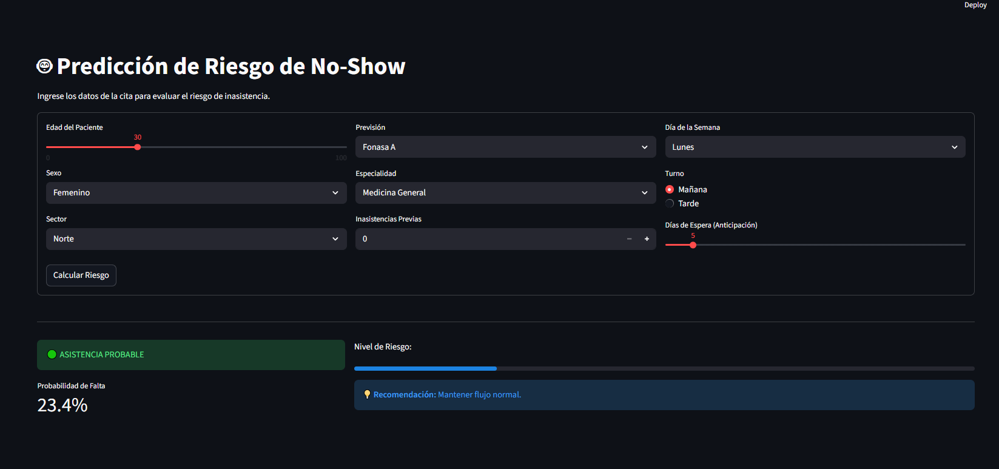 Deploy
Predicción de Riesgo de No-Show
Ingrese los datos de la cita para evaluar el riesgo de inasistencia.
Edad del Paciente
30
0 100
Sexo
Femenino
Sector
Norte
Previsión
Fonasa A
Especialidad
Medicina General
Inasistencias Previas
0
Día de la Semana
Lunes
Turno
Mañana
Tarde
Días de Espera (Anticipación)
5
Calcular Riesgo
ASISTENCIA PROBABLE
Probabilidad de Falta
23.4%
Nivel de Riesgo:
Recomendación: Mantener flujo normal.